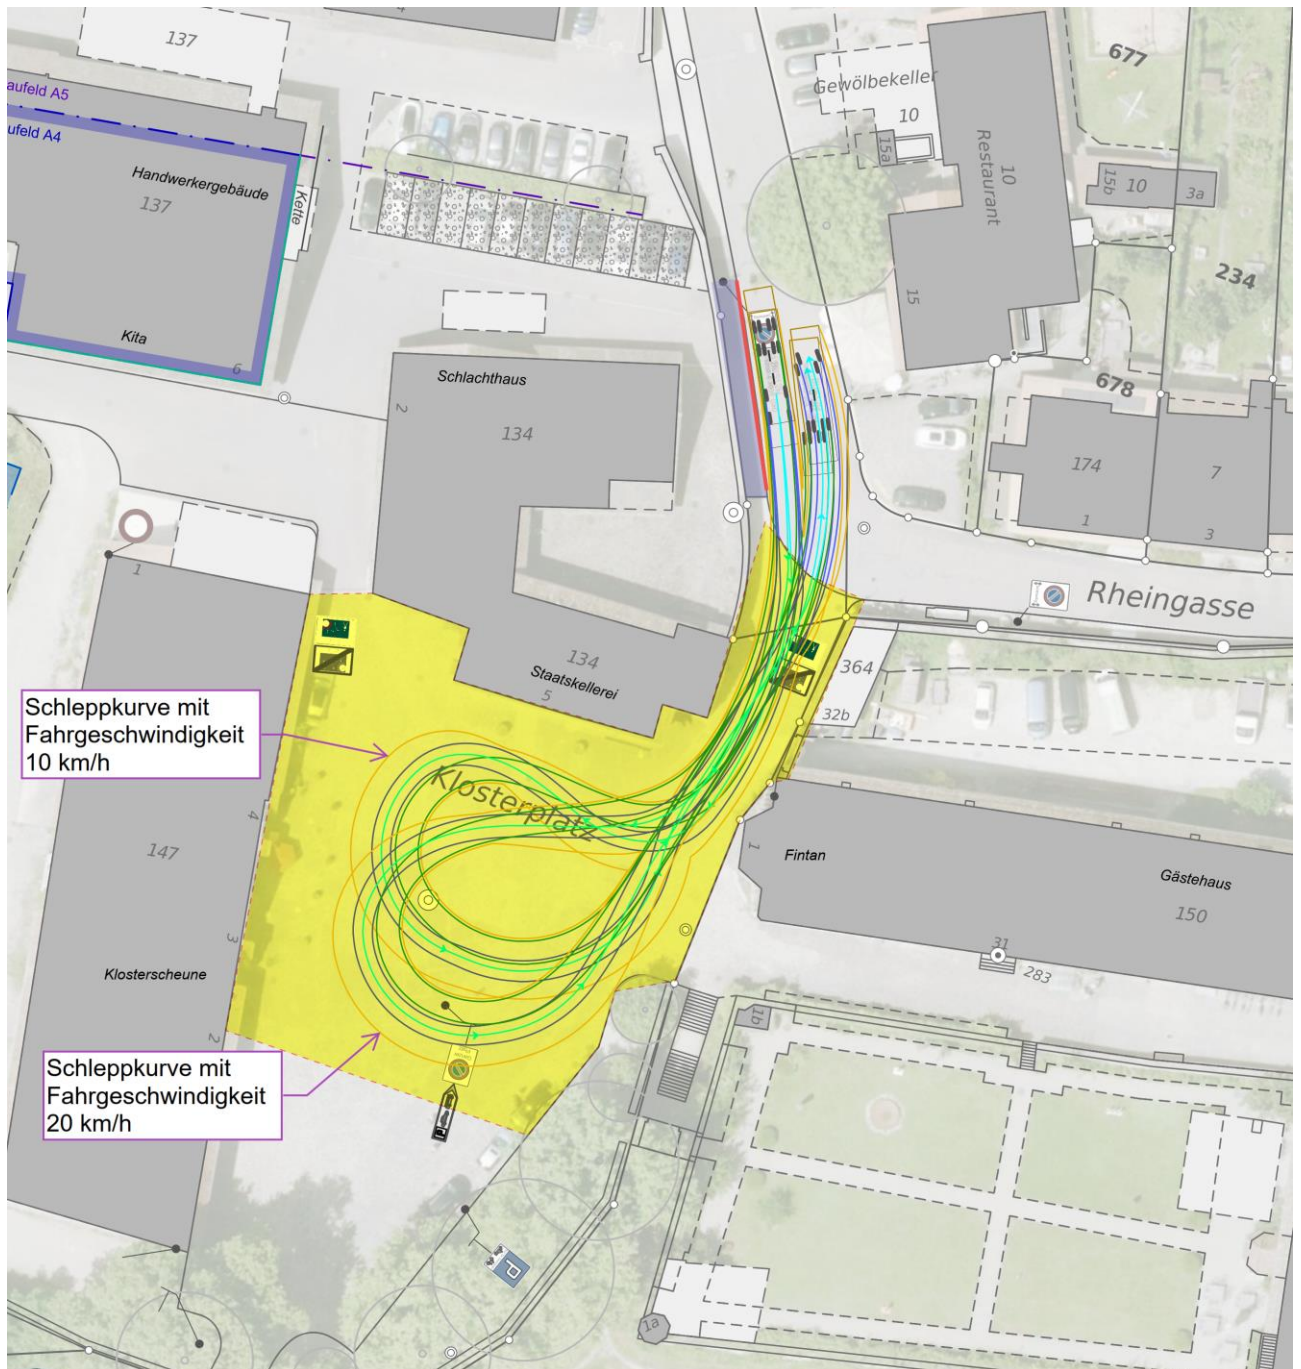 137
677
aufeld A5
Gewölbekeller
10
ufeld A4
15a
Restaurant
10
Handwerkergebäude
137
Kette
15b
10
3a
234
15
Kita
6
Schlachthaus
2
134
678
174
7
1
3
1
Rheingasse
134
Staatskellerei
5
364
32b
Schleppkurve mit
Fahrgeschwindigkeit
10 km/h
Klosterplatz
4
147
1
Fintan
Gästehaus
150
3
31
283
Klosterscheune
2
1b
Schleppkurve mit
Fahrgeschwindigkeit
20 km/h
P
1a